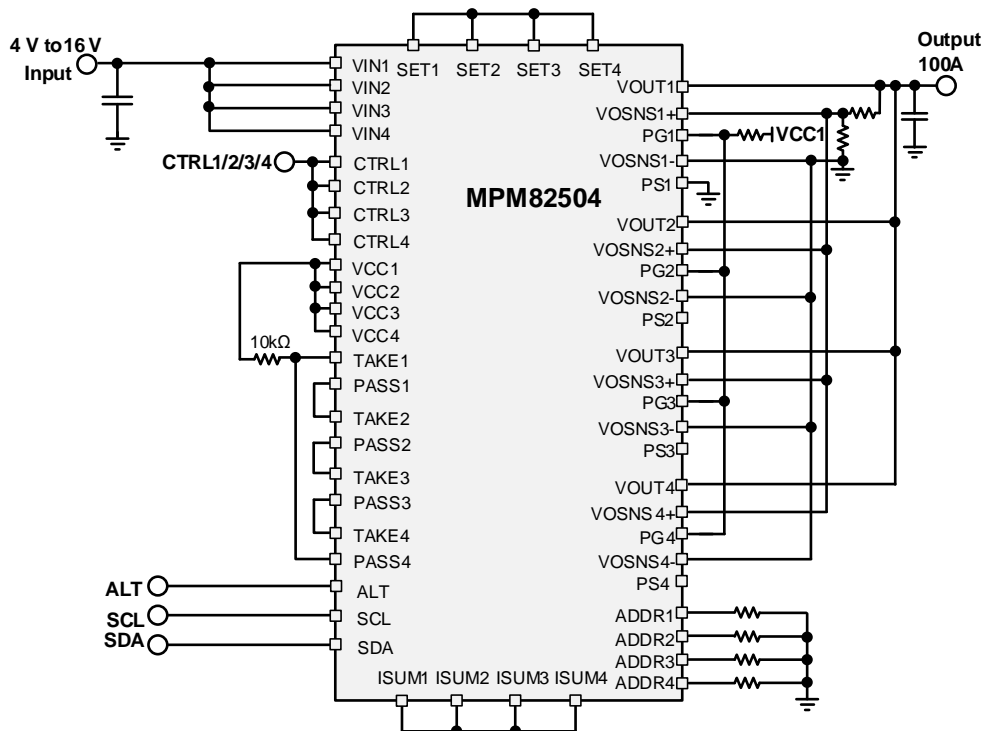 4 V to16 V
Input
SET1
SET2
SET3
SET4
Output
100A
VIN1
VIN2
VIN3
VIN4
CTRL1/2/3/4
CTRL1
CTRL2
CTRL3
CTRL4
VCC1
VCC2
VCC3
VCC4
10kΩ
TAKE1
PASS1
TAKE2
PASS2
TAKE3
PASS3
TAKE4
PASS4
ALT
ALT
SCL
SCL
SDA
SDA
MPM82504
VOUT1
VOSNS1+
PG1
VCC1
VOSNS1-
PS1
VOUT2
VOSNS2+
PG2
VOSNS2-
PS2
VOUT3
VOSNS3+
PG3
VOSNS3-
PS3
VOUT4
VOSNS4+
PG4
VOSNS4-
PS4
ADDR1
ADDR2
ADDR3
ADDR4
ISUM1
ISUM2
ISUM3
ISUM4